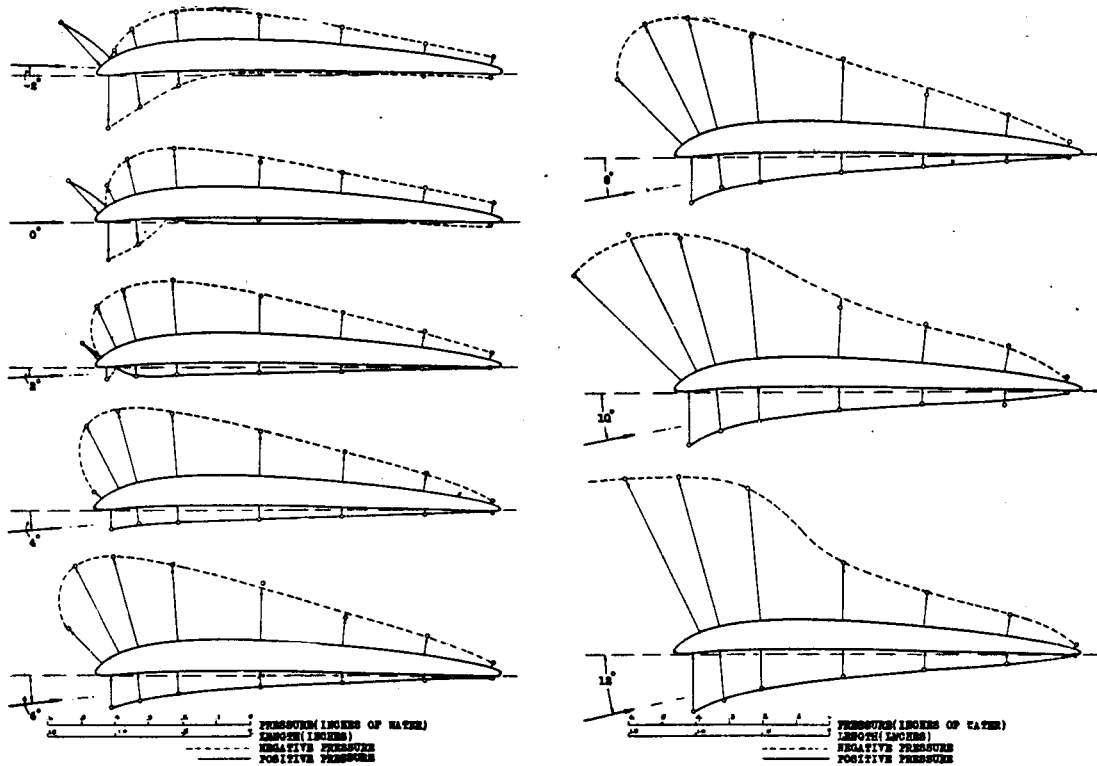 -2°
0°
2°
4°
6°
PRESSURE(INCHES OF WATER)
LENGTH(INCHES)
NEGATIVE PRESSURE
POSITIVE PRESSURE
8°
10°
12°
PRESSURE(INCHES OF WATER)
LENGTH(INCHES)
NEGATIVE PRESSURE
POSITIVE PRESSURE